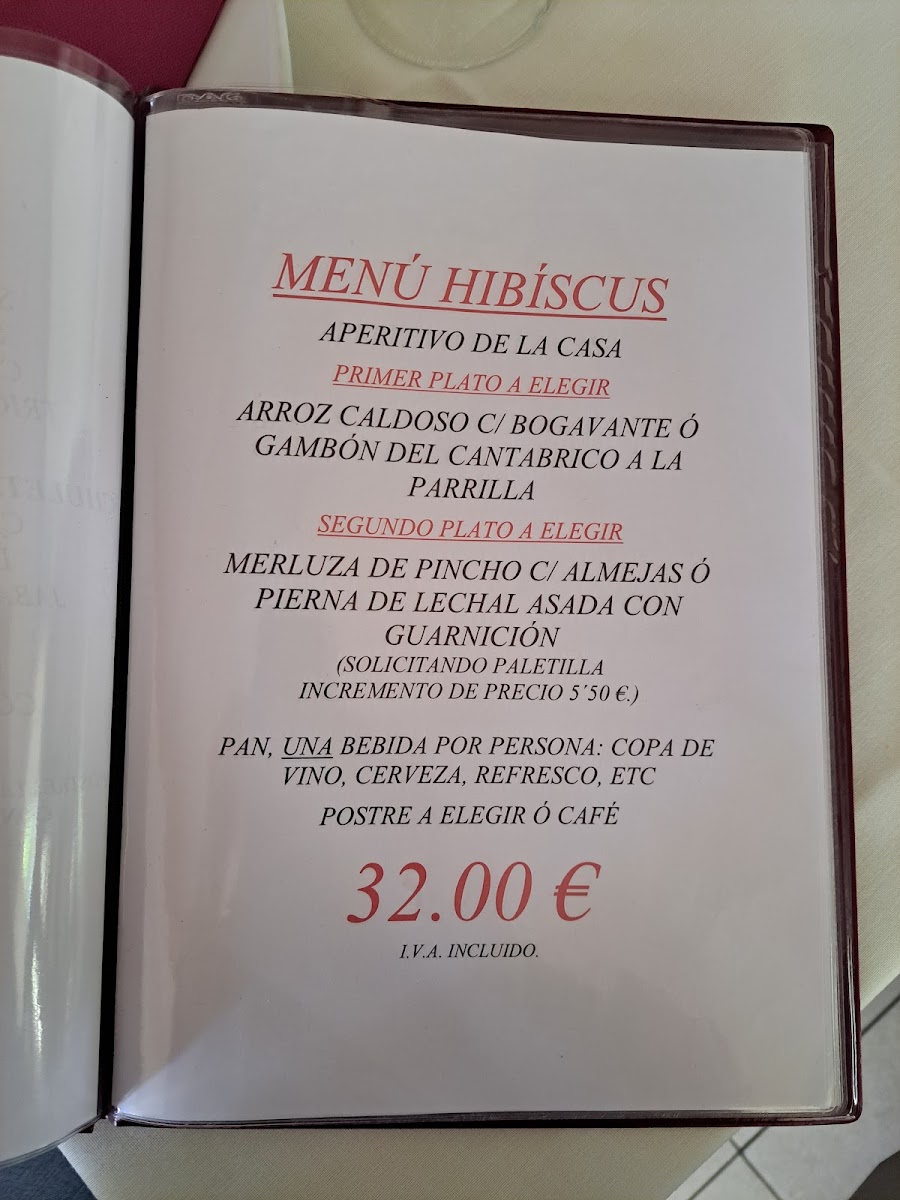 MENÚ HIBÍSCUS
APERITIVO DE LA CASA
PRIMER PLATO A ELEGIR
ARROZ CALDOSO C/ BOGAVANTE Ó
GAMBÓN DEL CANTABRICO A LA
PARRILLA
SEGUNDO PLATO A ELEGIR
MERLUZA DE PINCHO C/ ALMEJAS Ó
PIERNA DE LECHAL ASADA CON
GUARNICIÓN
(SOLICITANDO PALETILLA
INCREMENTO DE PRECIO 5´50 €.)
PAN, UNA BEBIDA POR PERSONA: COPA DE
VINO, CERVEZA, REFRESCO, ETC
POSTRE A ELEGIR Ó CAFÉ
32.00 €
I.V.A. INCLUIDO.